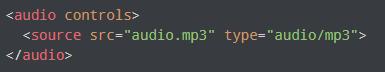 <audio controls>
  <source src="audio.mp3" type="audio/mp3">
</audio>